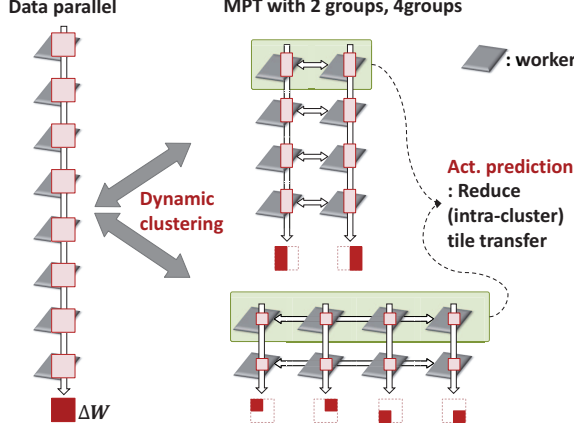 Data parallel
MPT with 2 groups, 4groups
: worker
Dynamic
clustering
Act. prediction
: Reduce
(intra-cluster)
tile transfer
ΔW